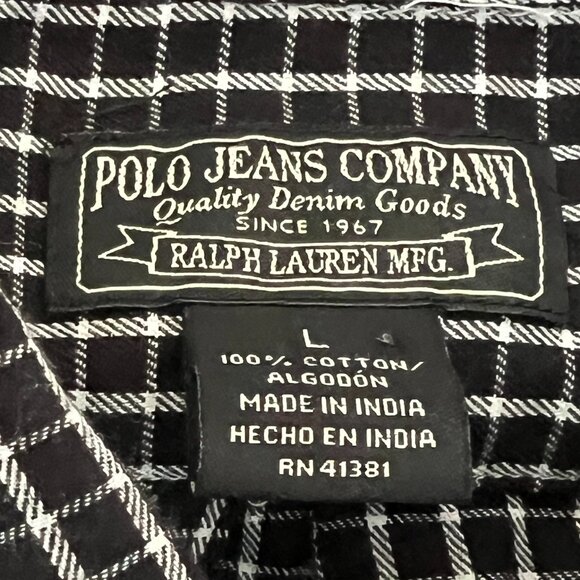 POLO JEANS COMPANY
Quality Denim Goods
SINCE 1967
RALPH LAUREN MFG.
L
100% COTTON/
ALGODÓN
MADE IN INDIA
HECHO EN INDIA
RN 41381